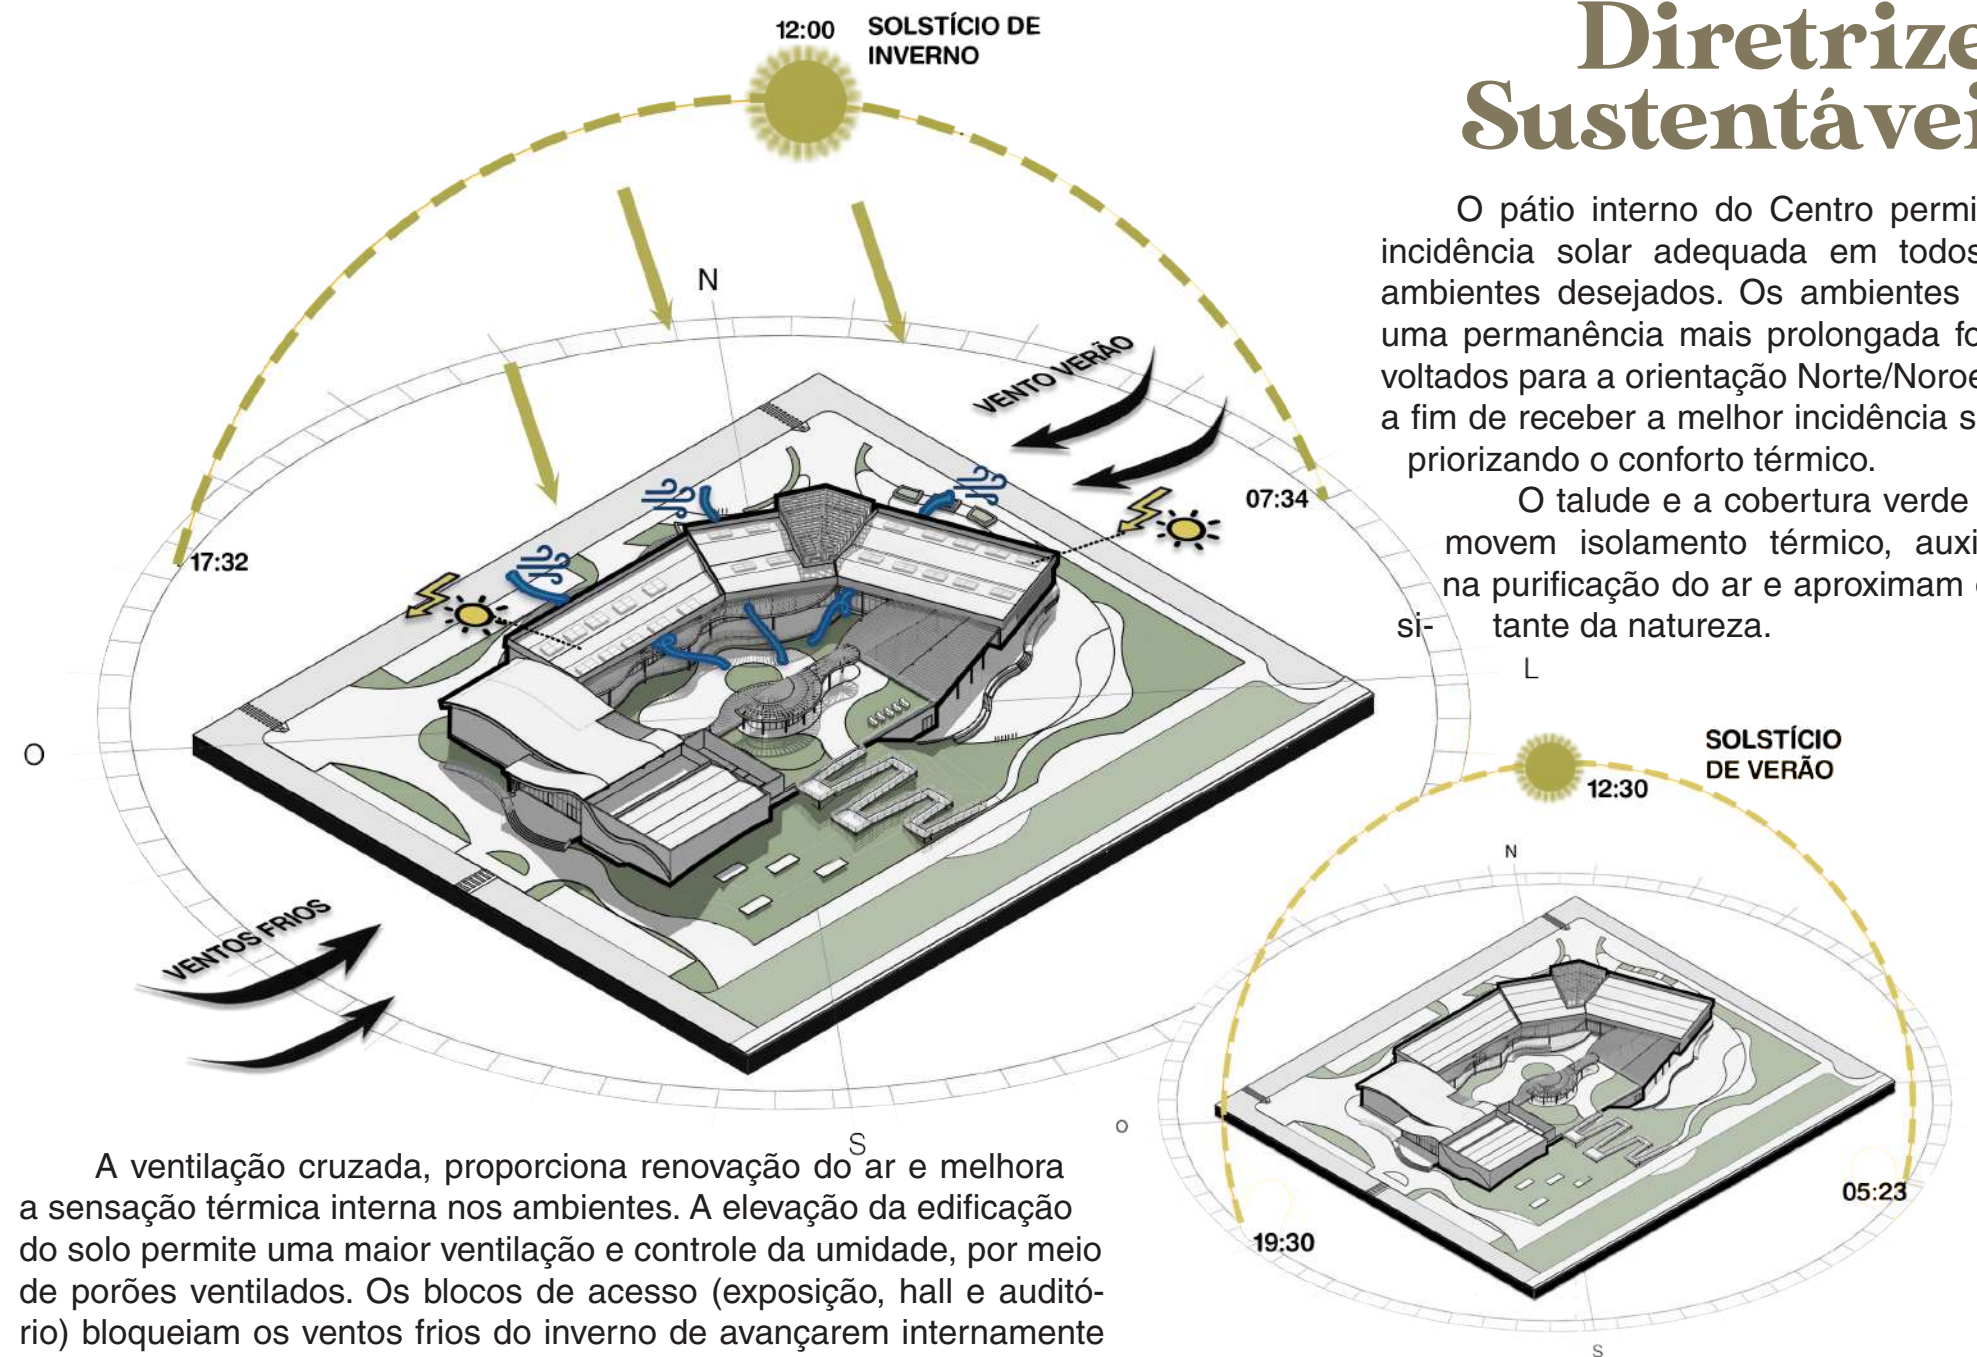 Diretrize
Sustentávei
O pátio interno do Centro permi
incidência solar adequada em todos
ambientes desejados. Os ambientes
uma permanência mais prolongada fo
voltados para a orientação Norte/Noroe
a fim de receber a melhor incidência s
priorizando o conforto térmico.
O talude e a cobertura verde
movem isolamento térmico, auxi
na purificação do ar e aproximam
si- tante da natureza.
12:00 SOLSTÍCIO DE
INVERNO
N
VENTO VERÃO
07:34
17:32
L
O
VENTOS FRIOS
S
SOLSTÍCIO
DE VERÃO
12:30
N
O
05:23
19:30
S
A ventilação cruzada, proporciona renovação do ar e melhora
a sensação térmica interna nos ambientes. A elevação da edificação
do solo permite uma maior ventilação e controle da umidade, por meio
de porões ventilados. Os blocos de acesso (exposição, hall e auditó-
rio) bloqueiam os ventos frios do inverno de avançarem internamente